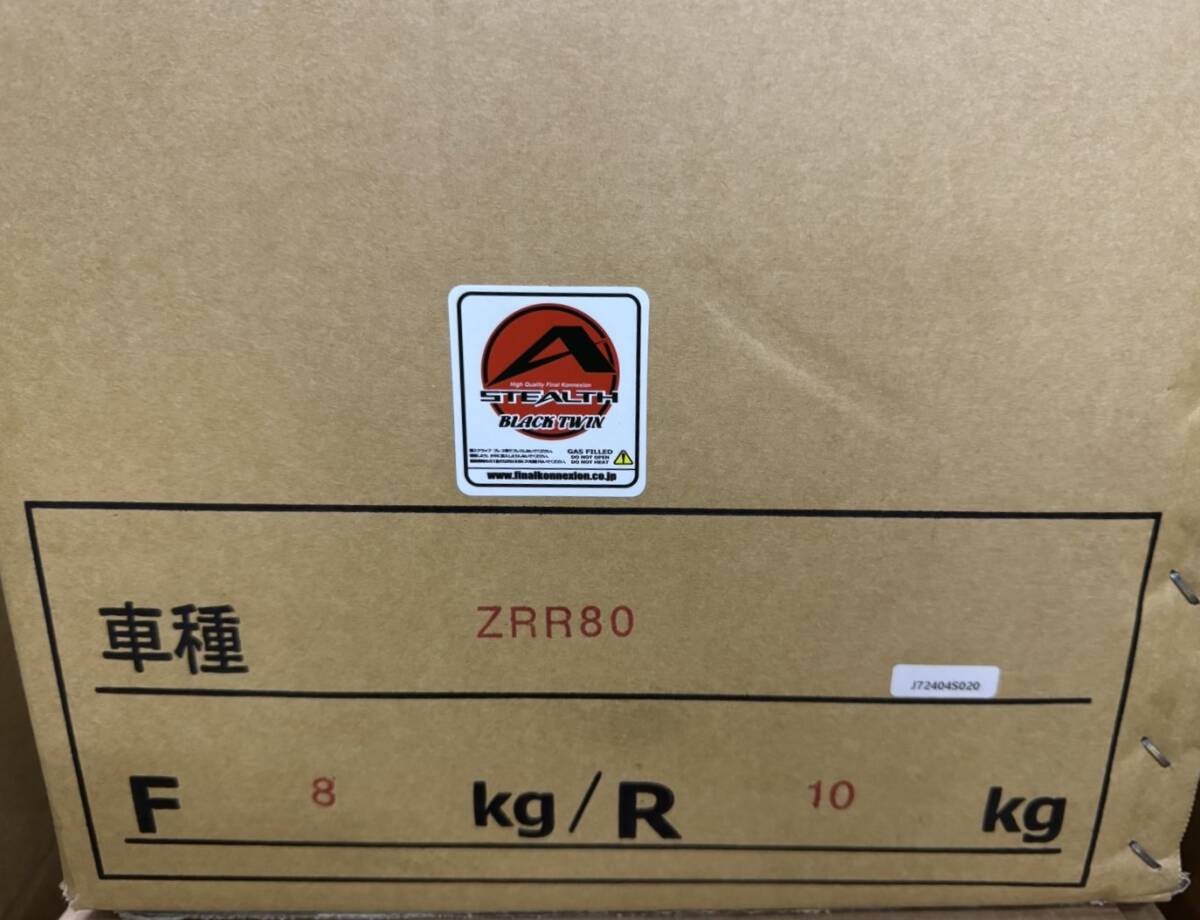 High Quality Final Konnexion
STEALTH
BLACK TWIN
GAS FILLED
DO NOT OPEN
DO NOT HEAT
www.finalkonnexion.co.jp
車種 ZRR80
J72404S020
F 8 kg/R 10 kg